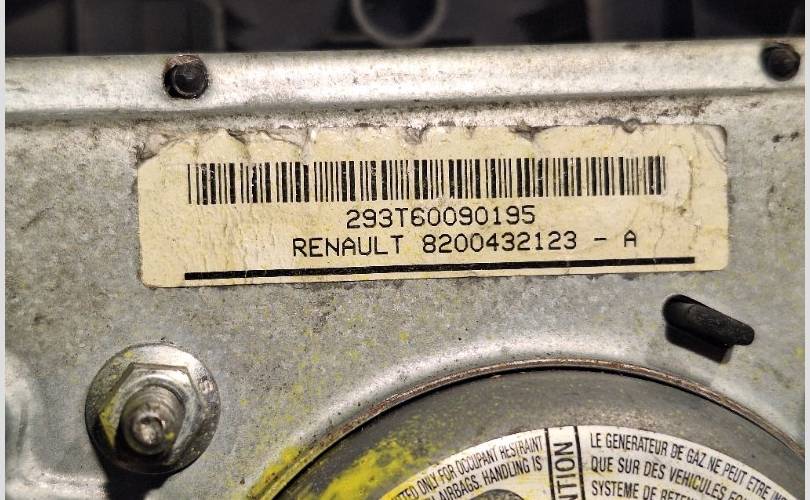 293T60090195
RENAULT 8200432123 - A
ONLY FOR OCCUPANT RESTRAINT
AIRBAGS. HANDLING IS
LE GENERATEUR DE GAZ NE PEUT ETRE
QUE SUR DES VEHICULES
SYSTEME DE